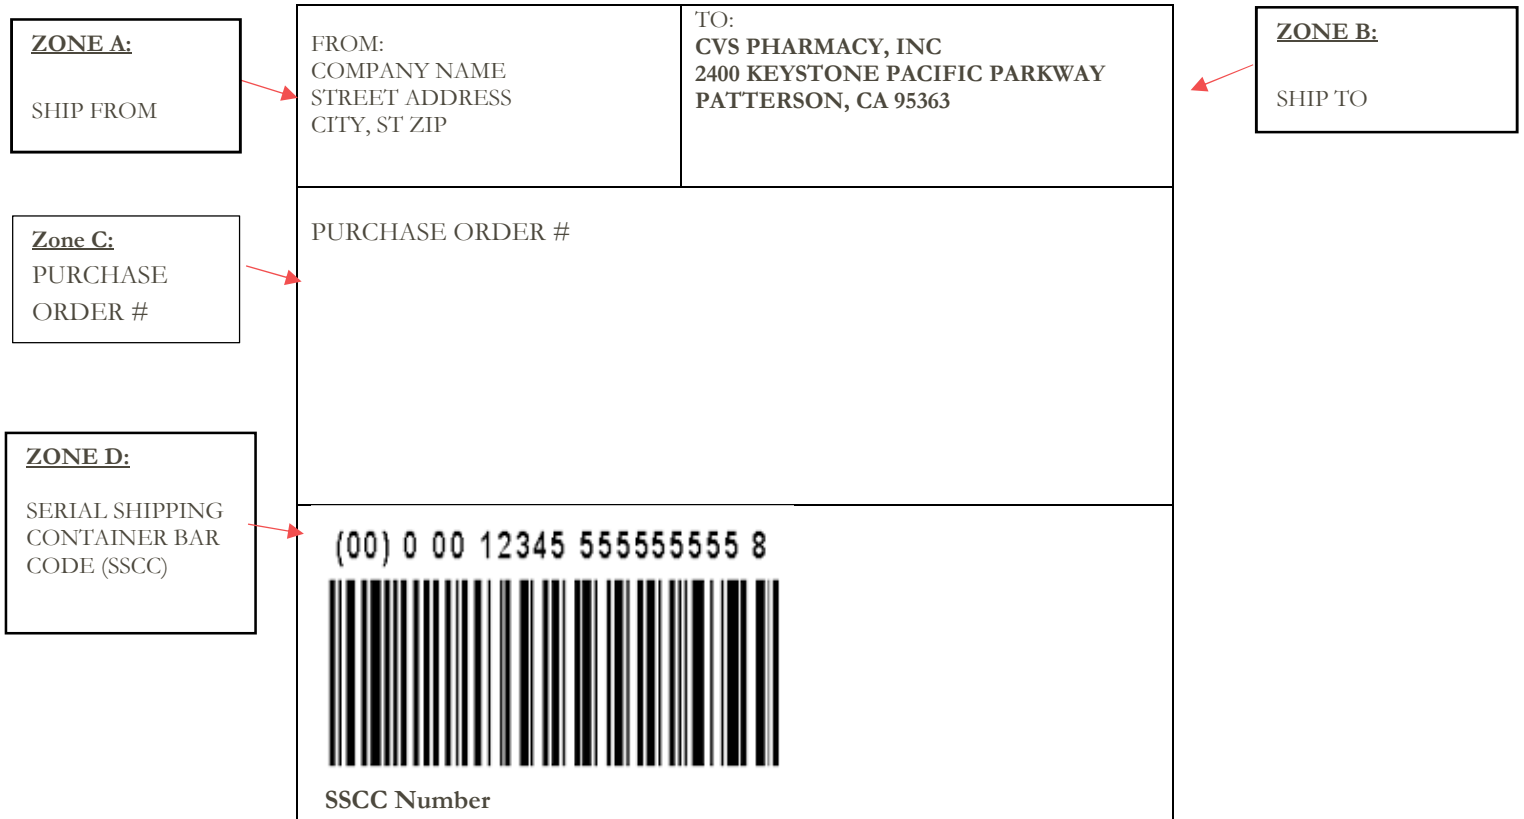 ZONE A:
SHIP FROM
FROM:
COMPANY NAME
STREET ADDRESS
CITY, ST ZIP
TO:
CVS PHARMACY, INC
2400 KEYSTONE PACIFIC PARKWAY
PATTERSON, CA 95363
ZONE B:
SHIP TO
Zone C:
PURCHASE
ORDER #
PURCHASE ORDER #
ZONE D:
SERIAL SHIPPING
CONTAINER BAR
CODE (SSCC)
(00) 0 00 12345 555555555 8
SSCC Number